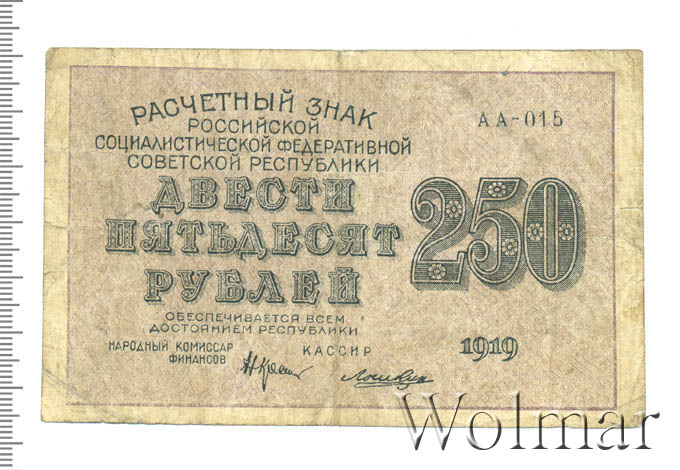 РАСЧЕТНЫЙ ЗНАК
РОССИЙСКОЙ
СОЦИАЛИСТИЧЕСКОЙ ФЕДЕРАТИВНОЙ
СОВЕТСКОЙ РЕСПУБЛИКИ
АА-015
ДВЕСТИ
ПЯТЬДЕСЯТ
РУБЛЕЙ
250
ОБЕСПЕЧИВАЕТСЯ ВСЕМ
ДОСТОЯНИЕМ РЕСПУБЛИКИ
НАРОДНЫЙ КОМИССАР
ФИНАНСОВ
КАССИР
1919
Wolmar